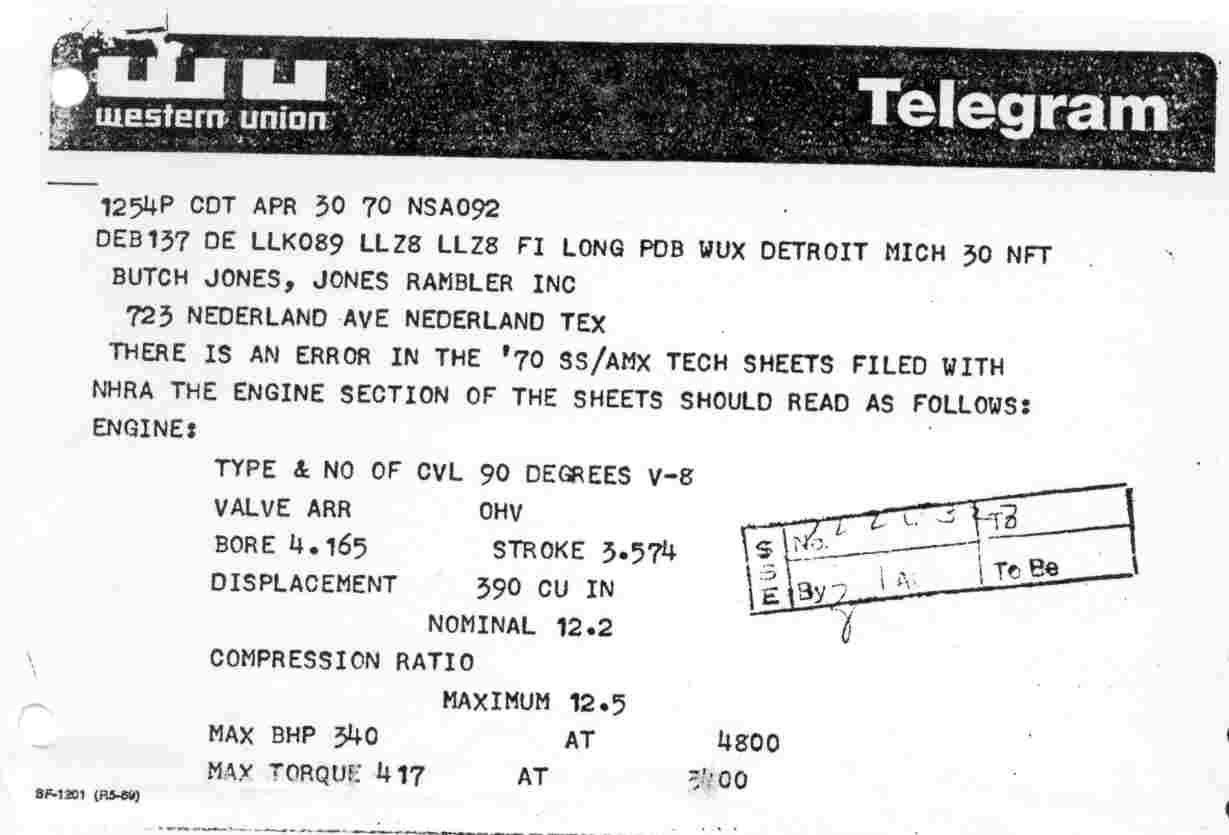 western union
Telegram
1254P CDT APR 30 70 NSA092
DEB137 DE LLK089 LLZ8 LLZ8 FI LONG PDB WUX DETROIT MICH 30 NFT
BUTCH JONES, JONES RAMBLER INC
723 NEDERLAND AVE NEDERLAND TEX
THERE IS AN ERROR IN THE '70 SS/AMX TECH SHEETS FILED WITH
NHRA THE ENGINE SECTION OF THE SHEETS SHOULD READ AS FOLLOWS:
ENGINE:
TYPE & NO OF CVL 90 DEGREES V-8
VALVE ARR OHV
BORE 4.165 STROKE 3.574
DISPLACEMENT 390 CU IN
NOMINAL 12.2
COMPRESSION RATIO
MAXIMUM 12.5
MAX BHP 340 AT 4800
MAX TORQUE 417 AT
SF-1201 (R5-69)
S No.
S
E By To Be